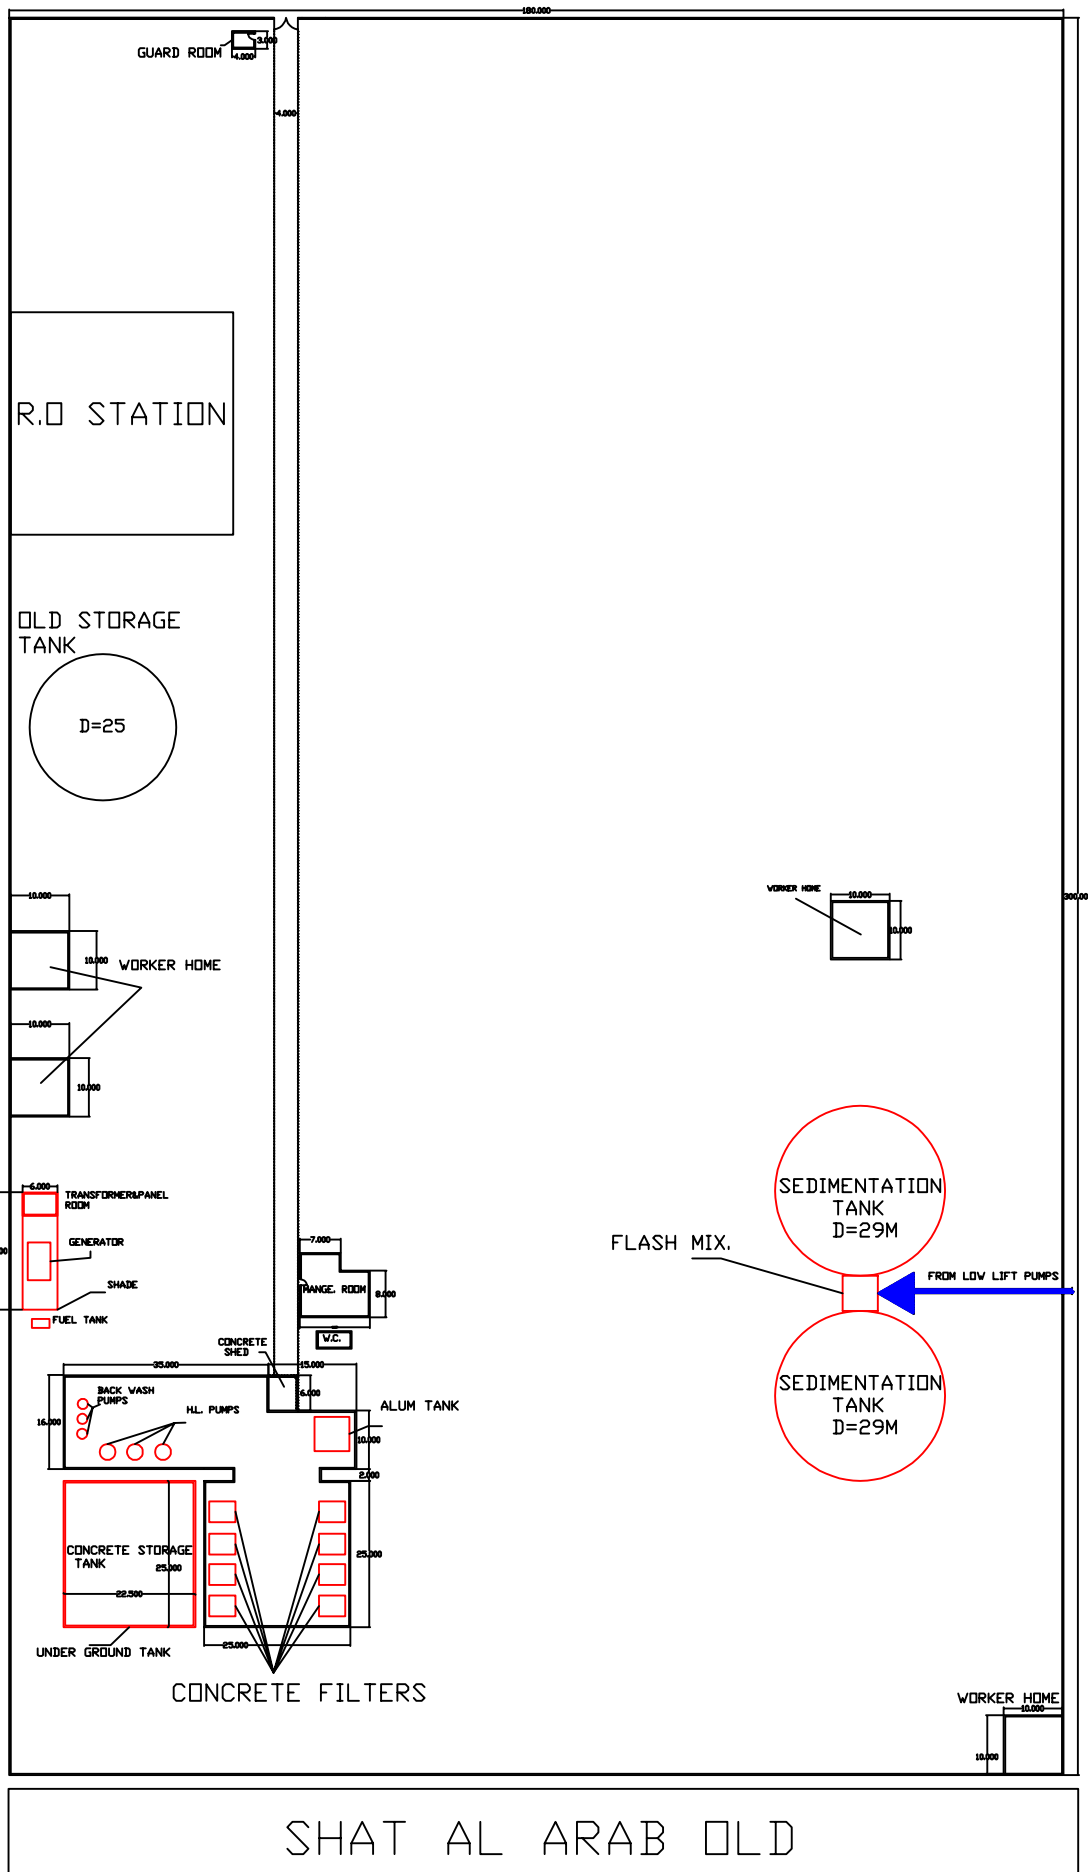 180.000
GUARD ROOM
3.000
4.000
4.000
R.O STATION
OLD STORAGE
TANK
D=25
10.000
10.000
WORKER HOME
10.000
10.000
WORKER HOME
10.000
10.000
300.00
6.000
TRANSFORMER&PANEL
ROOM
GENERATOR
SHADE
FUEL TANK
7.000
MANGE. ROOM
8.000
W.C.
SEDIMENTATION
TANK
D=29M
FLASH MIX.
FROM LOW LIFT PUMPS
SEDIMENTATION
TANK
D=29M
CONCRETE
SHED
35.000
15.000
6.000
BACK WASH
PUMPS
H.L. PUMPS
16.000
ALUM TANK
10.000
2.000
CONCRETE STORAGE
TANK
25.000
22.500
25.000
25.000
UNDER GROUND TANK
CONCRETE FILTERS
WORKER HOME
10.000
10.000
SHAT AL ARAB OLD